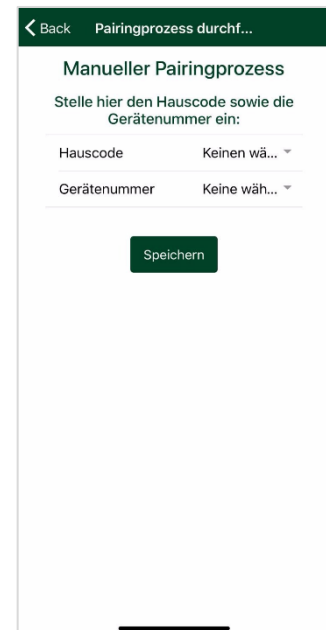 Back Pairingprozess durchf...
Manueller Pairingprozess
Stelle hier den Hauscode sowie die
Gerätenummer ein:
Hauscode Keinen wä...
Gerätenummer Keine wäh...
Speichern